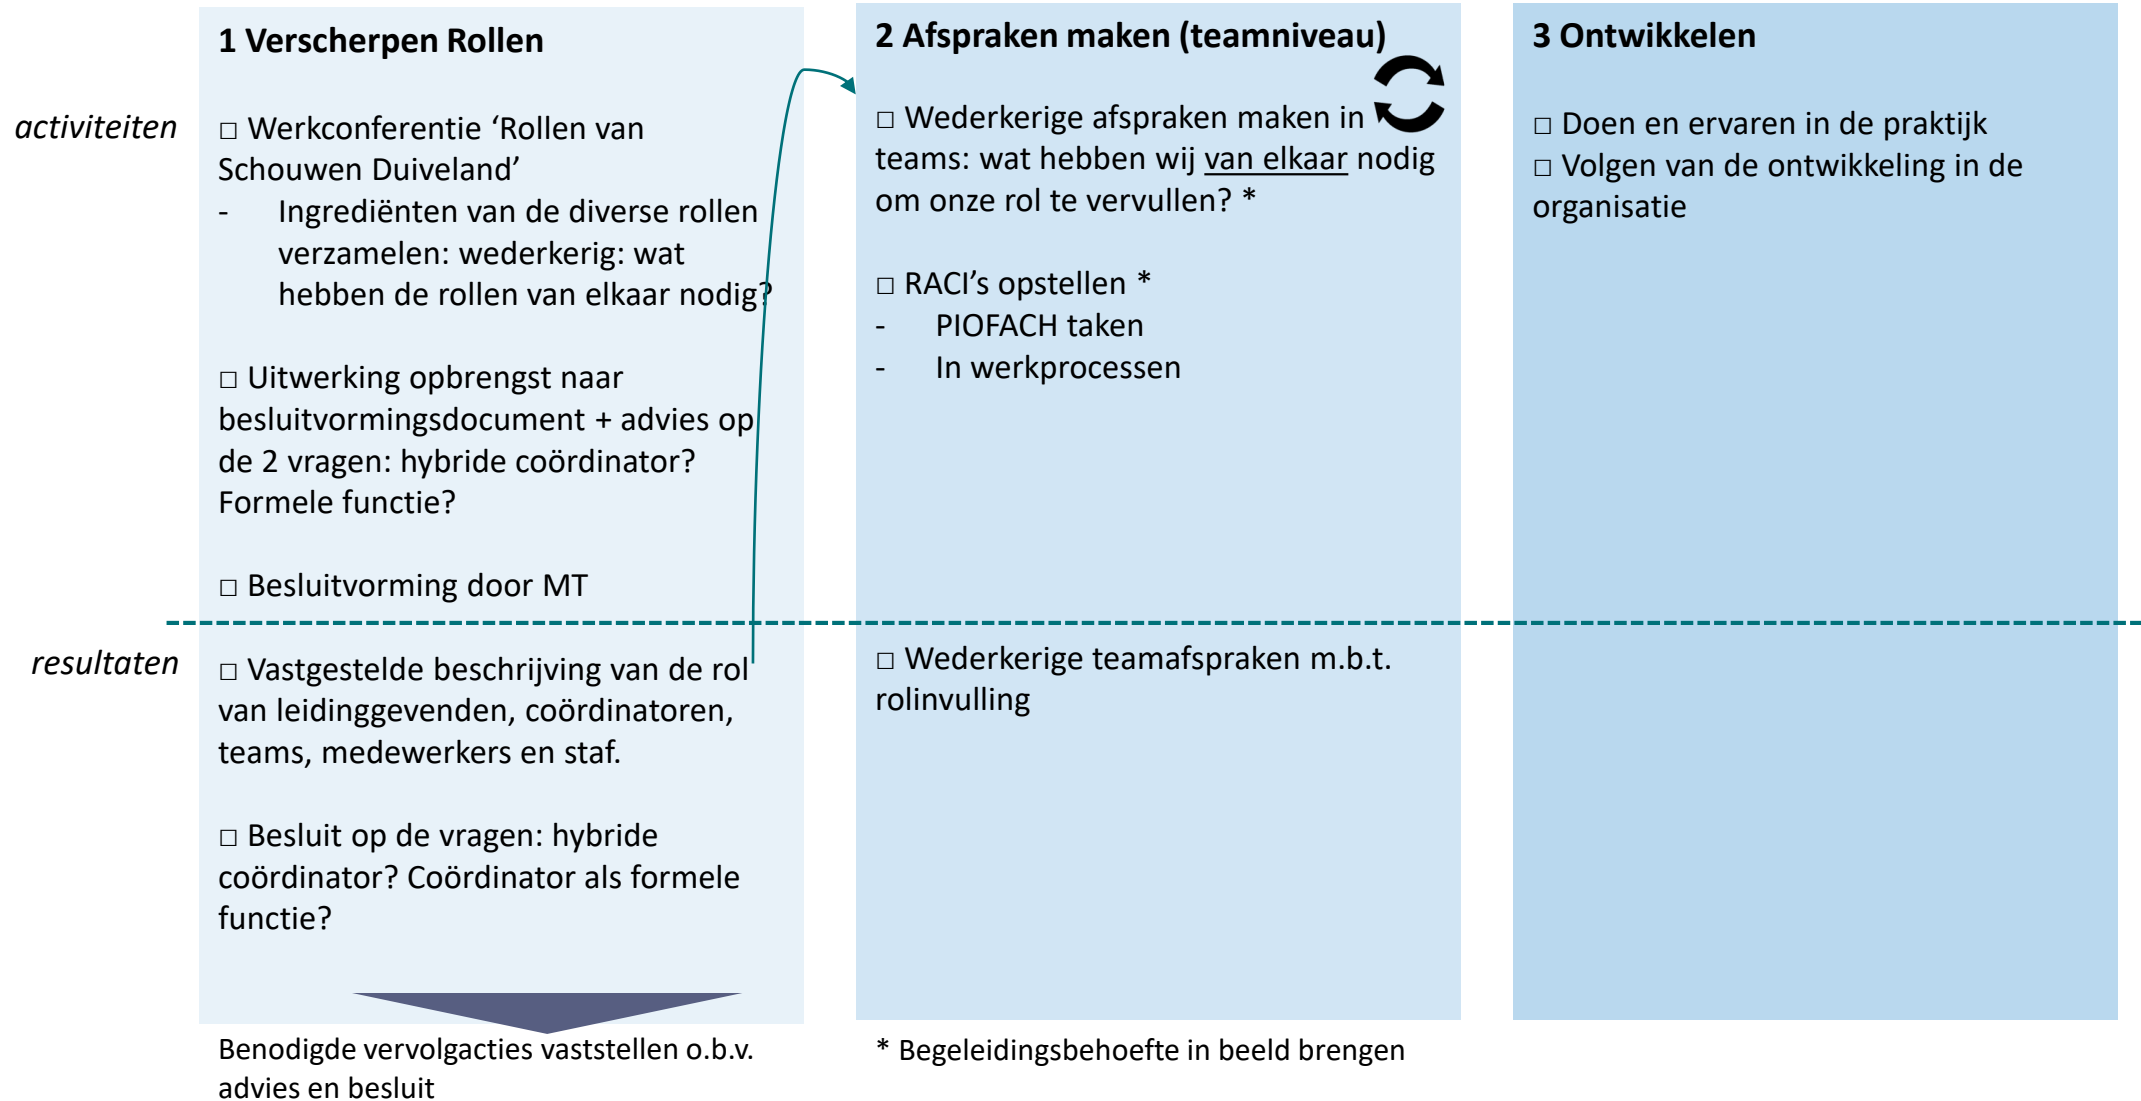 1 Verscherpen Rollen
activiteiten
□ Werkconferentie ‘Rollen van
Schouwen Duiveland’
- Ingrediënten van de diverse rollen
verzamelen: wederkerig: wat
hebben de rollen van elkaar nodig?
□ Uitwerking opbrengst naar
besluitvormingsdocument + advies op
de 2 vragen: hybride coördinator?
Formele functie?
□ Besluitvorming door MT
resultaten
□ Vastgestelde beschrijving van de rol
van leidinggevenden, coördinatoren,
teams, medewerkers en staf.
□ Besluit op de vragen: hybride
coördinator? Coördinator als formele
functie?
Benodigde vervolgacties vaststellen o.b.v.
advies en besluit
2 Afspraken maken (teamniveau)
□ Wederkerige afspraken maken in
teams: wat hebben wij van elkaar nodig
om onze rol te vervullen? *
□ RACI’s opstellen *
- PIOFACH taken
- In werkprocessen
□ Wederkerige teamafspraken m.b.t.
rolinvulling
* Begeleidingsbehoefte in beeld brengen
3 Ontwikkelen
□ Doen en ervaren in de praktijk
□ Volgen van de ontwikkeling in de
organisatie